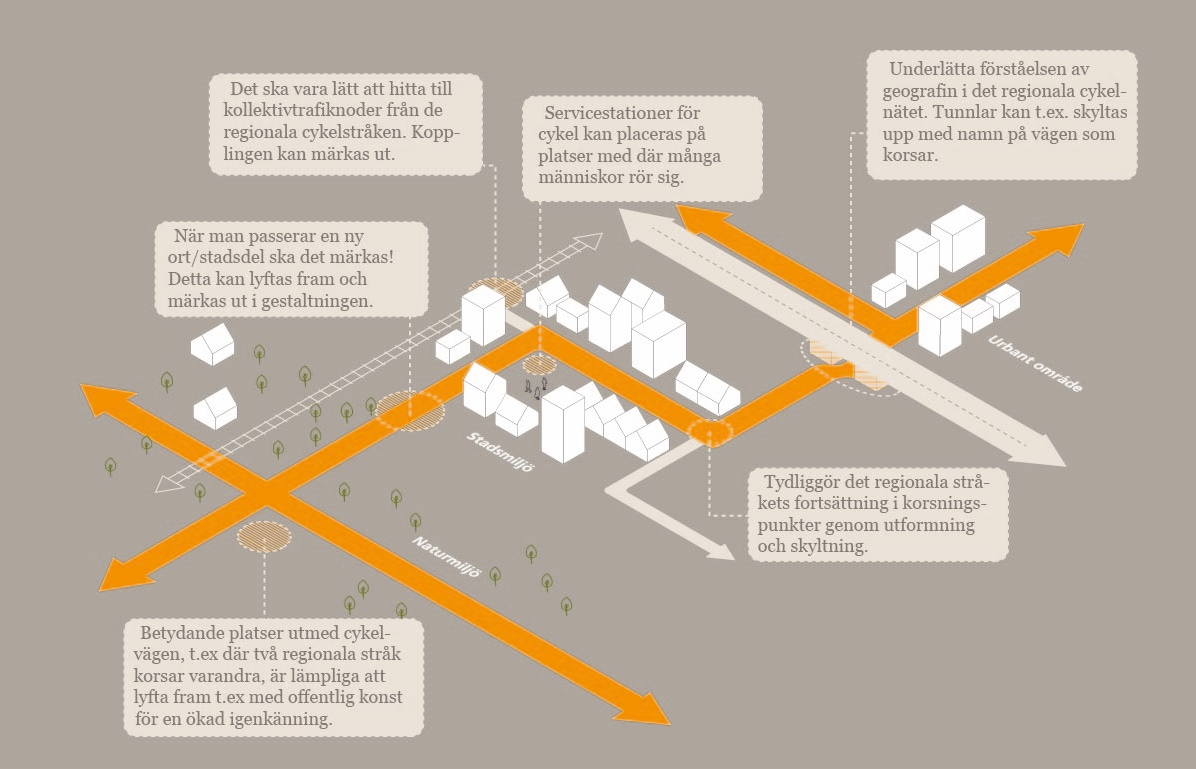 Det ska vara lätt att hitta till
kollektivtrafiknoder från de
regionala cykelstråken. Kopp-
lingen kan märkas ut.
Servicestationer för
cykel kan placeras på
platser med där många
människor rör sig.
Underlätta förståelsen av
geografin i det regionala cykel-
nätet. Tunnlar kan t.ex. skyltas
upp med namn på vägen som
korsar.
När man passerar en ny
ort/stadsdel ska det märkas!
Detta kan lyftas fram och
märkas ut i gestaltningen.
Urbant område
Stadsmiljö
Naturmiljö
Tydliggör det regionala strå-
kets fortsättning i korsnings-
punkter genom utformning
och skyltning.
Betydande platser utmed cykel-
vägen, t.ex där två regionala stråk
korsar varandra, är lämpliga att
lyfta fram t.ex med offentlig konst
för en ökad igenkänning.